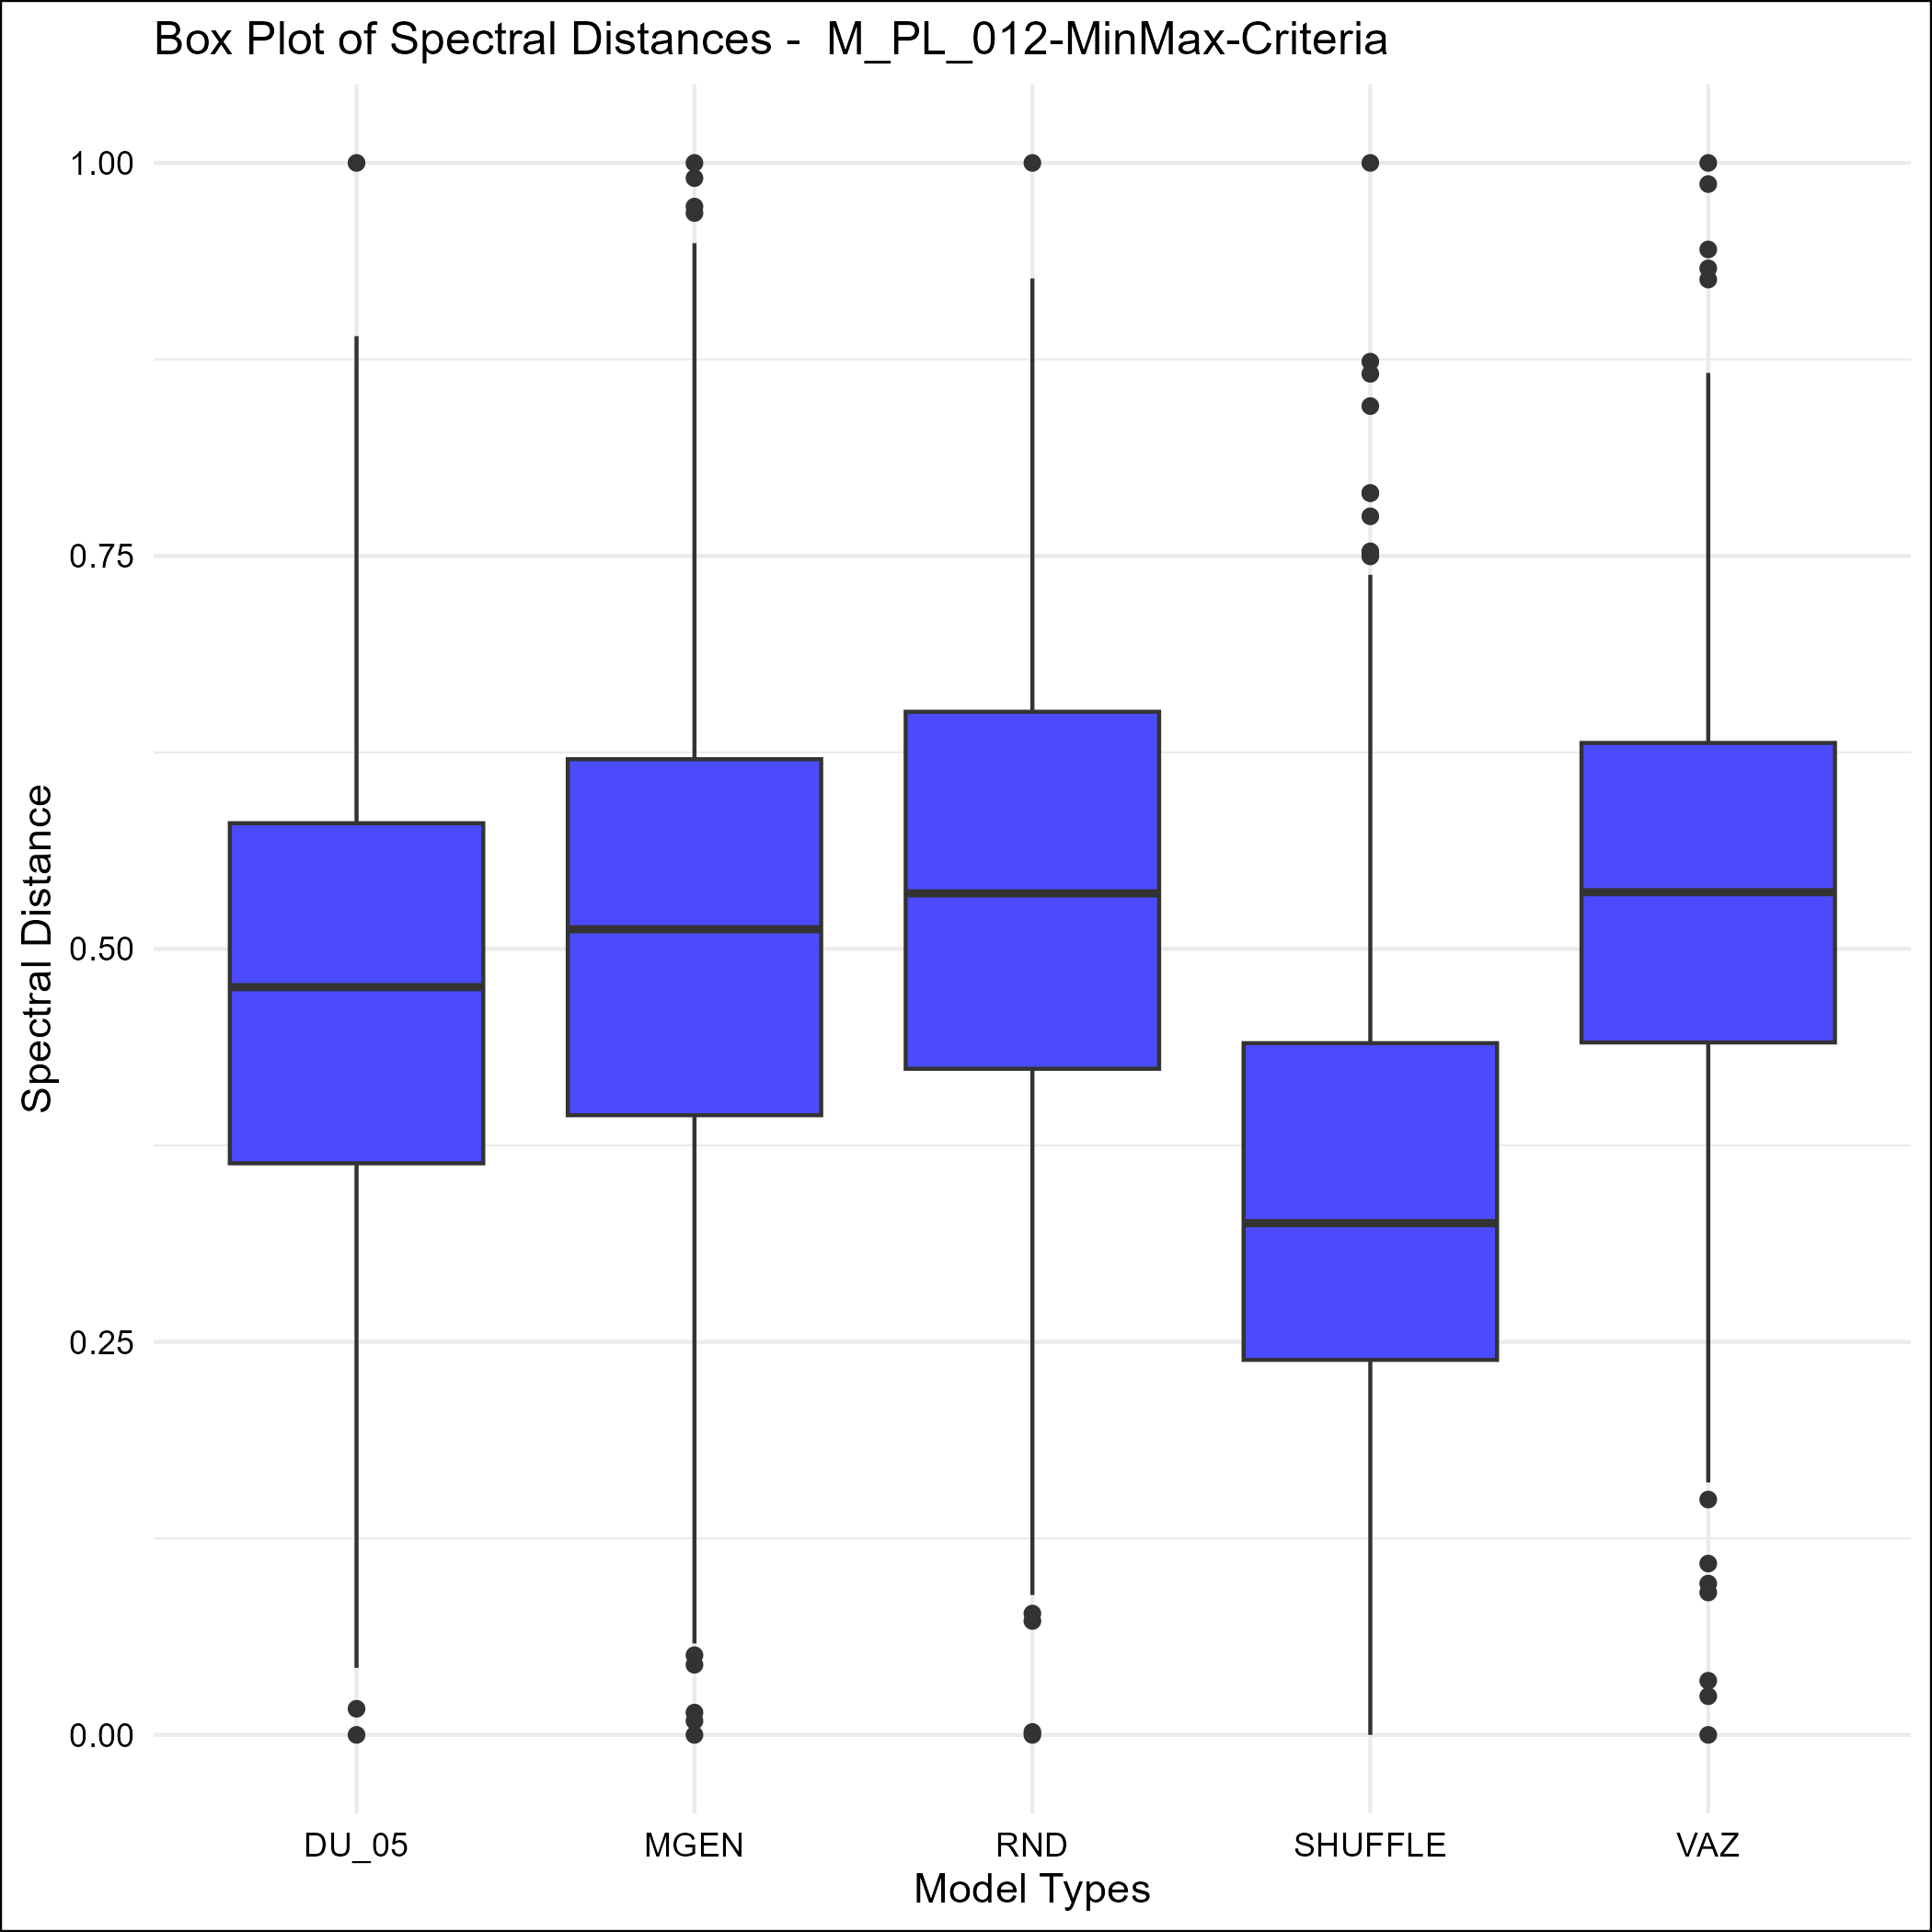 Box Plot of Spectral Distances -  M_PL_012-MinMax-Criteria
Spectral Distance
1.00
0.75
0.50
0.25
0.00
DU_05 MGEN RND SHUFFLE VAZ
Model Types